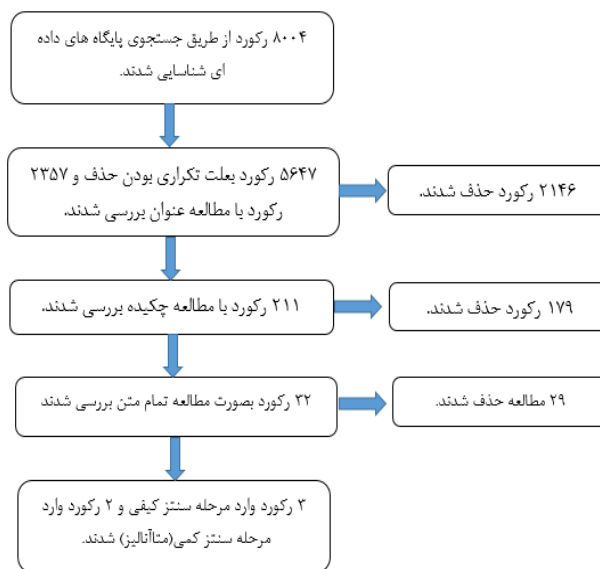 ۸۰۰۴ رکورد از طریق جستجوی پایگاه های داده
ای شناسایی شدند.
۵۶۴۷ رکورد بعلت تکراری بودن حذف و ۲۳۵۷
رکورد با مطالعه عنوان بررسی شدند.
۲۱۴۶ رکورد حذف شدند.
۲۱۱ رکورد با مطالعه چکیده بررسی شدند.
۱۷۹ رکورد حذف شدند.
۳۲ رکورد بصورت مطالعه تمام متن بررسی شدند
۲۹ مطالعه حذف شدند.
۳ رکورد وارد مرحله سنتز کیفی و ۲ رکورد وارد
مرحله سنتز کمی(متاآنالیز) شدند.